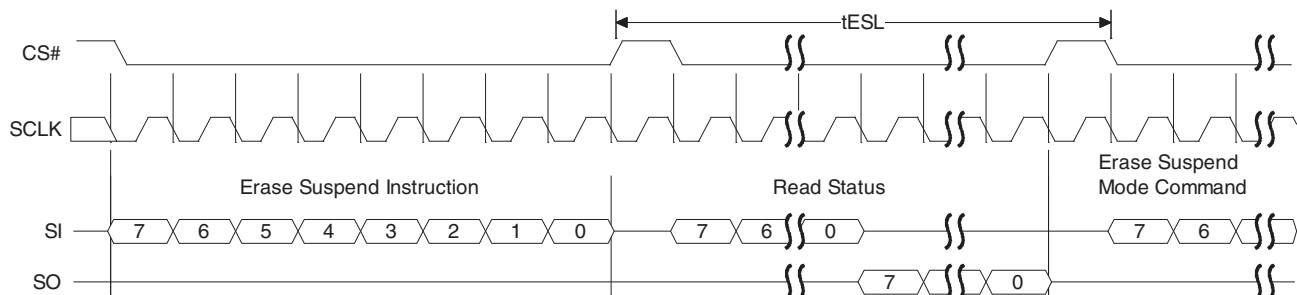 tESL
CS#
SCLK
Erase Suspend Instruction
Read Status
Erase Suspend
Mode Command
SI
7 6 5 4 3 2 1 0
7 6 0
7 6
SO
7 0